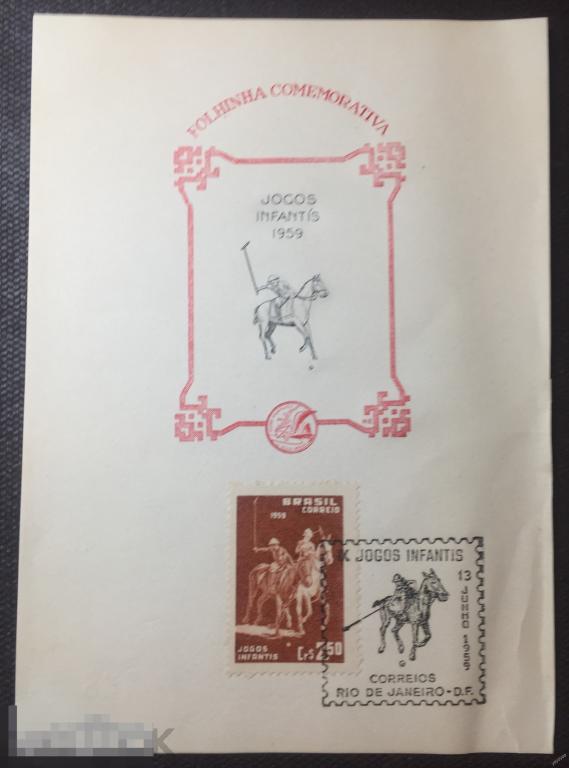 FOLHINHA COMEMORATIVA
JOGOS
INFANTÍS
1959
BRASIL
CORREIO
1959
JOGOS
INFANTIS
Cr$ 2,50
IX JOGOS INFANTIS
13
JUNHO
1959
CORREIOS
RIO DE JANEIRO-D.F.